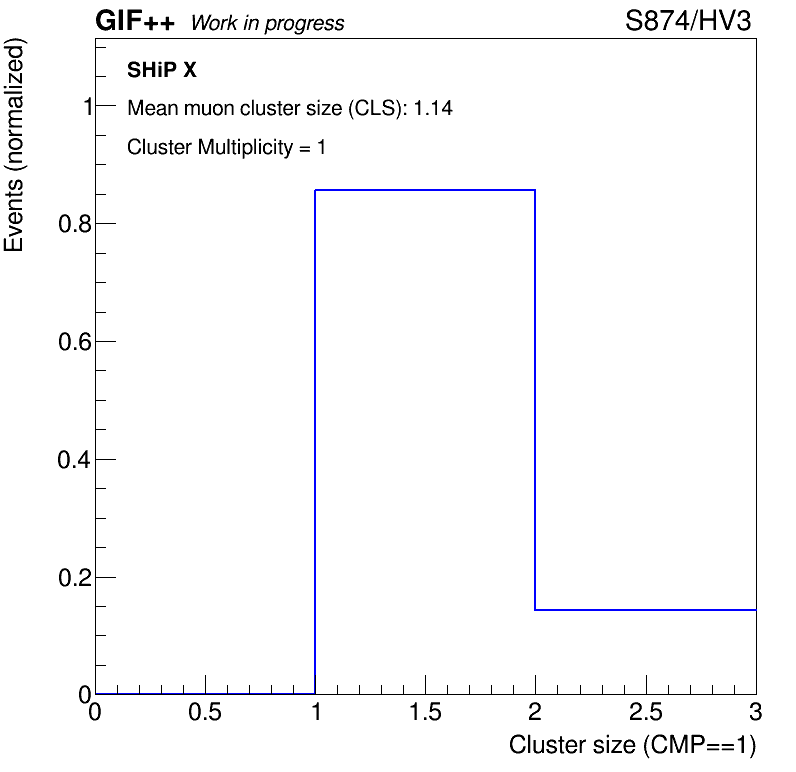 GIF++ Work in progress S874/HV3
SHiP X
Mean muon cluster size (CLS): 1.14
Cluster Multiplicity = 1
Events (normalized)
1
0.8
0.6
0.4
0.2
0
0 0.5 1 1.5 2 2.5 3
Cluster size (CMP==1)